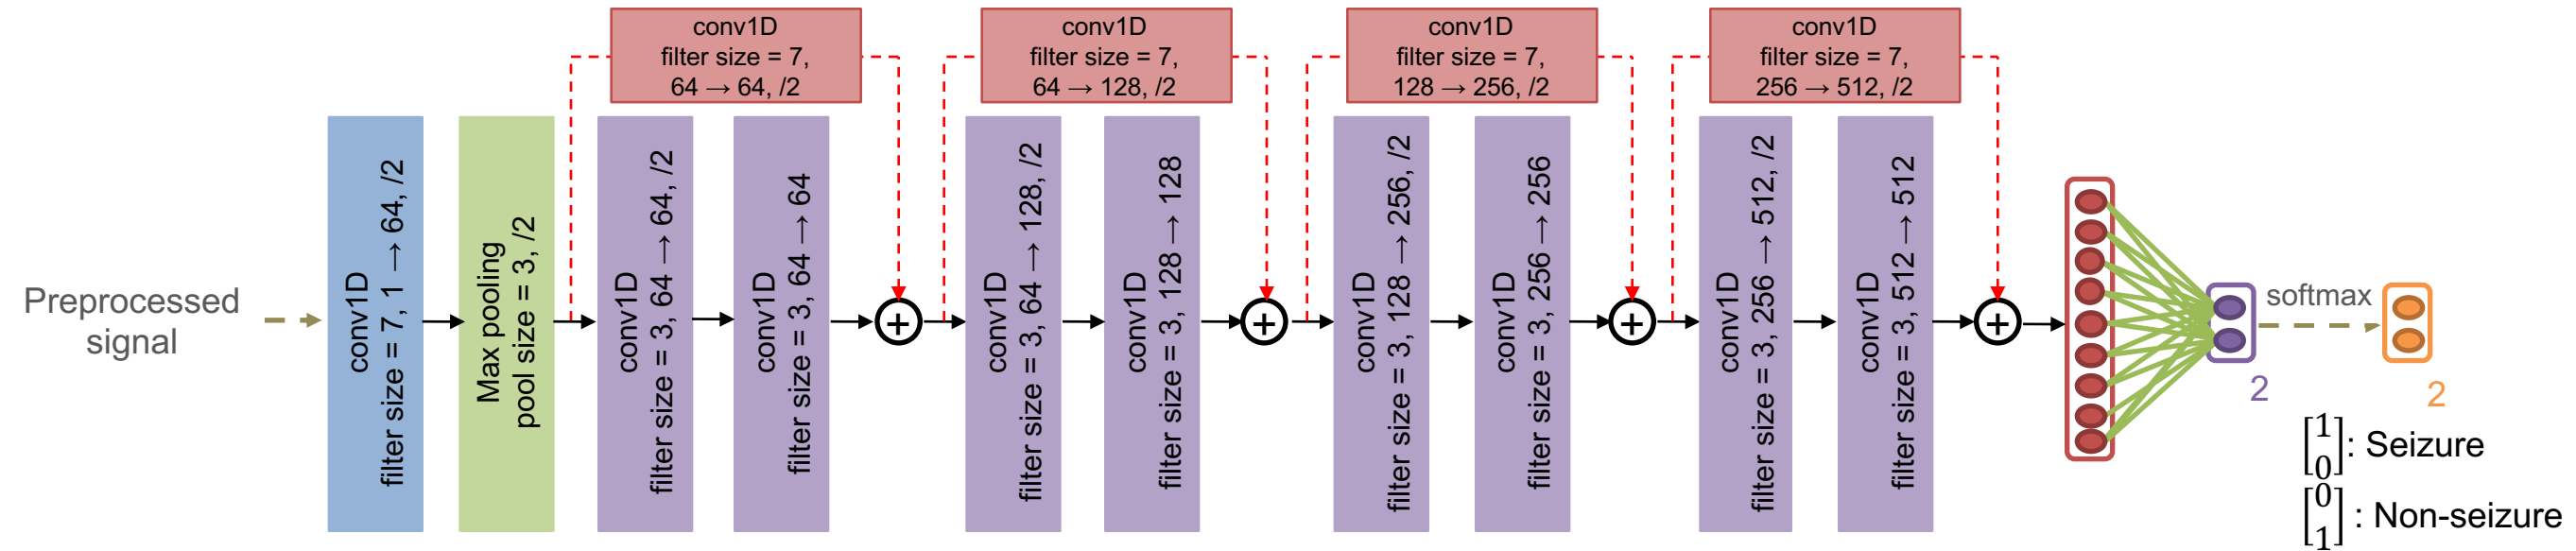 Preprocessed
signal
conv1D
filter size = 7, 1 → 64, /2
Max pooling
pool size = 3, /2
conv1D
filter size = 7,
64 → 64, /2
conv1D
filter size = 3, 64 → 64, /2
conv1D
filter size = 3, 64 → 64
+
conv1D
filter size = 7,
64 → 128, /2
conv1D
filter size = 3, 64 → 128, /2
conv1D
filter size = 3, 128 → 128
+
conv1D
filter size = 7,
128 → 256, /2
conv1D
filter size = 3, 128 → 256, /2
conv1D
filter size = 3, 256 → 256
+
conv1D
filter size = 7,
256 → 512, /2
conv1D
filter size = 3, 256 → 512, /2
conv1D
filter size = 3, 512 → 512
+
2
softmax
2
[1 0]: Seizure
[0 1] : Non-seizure